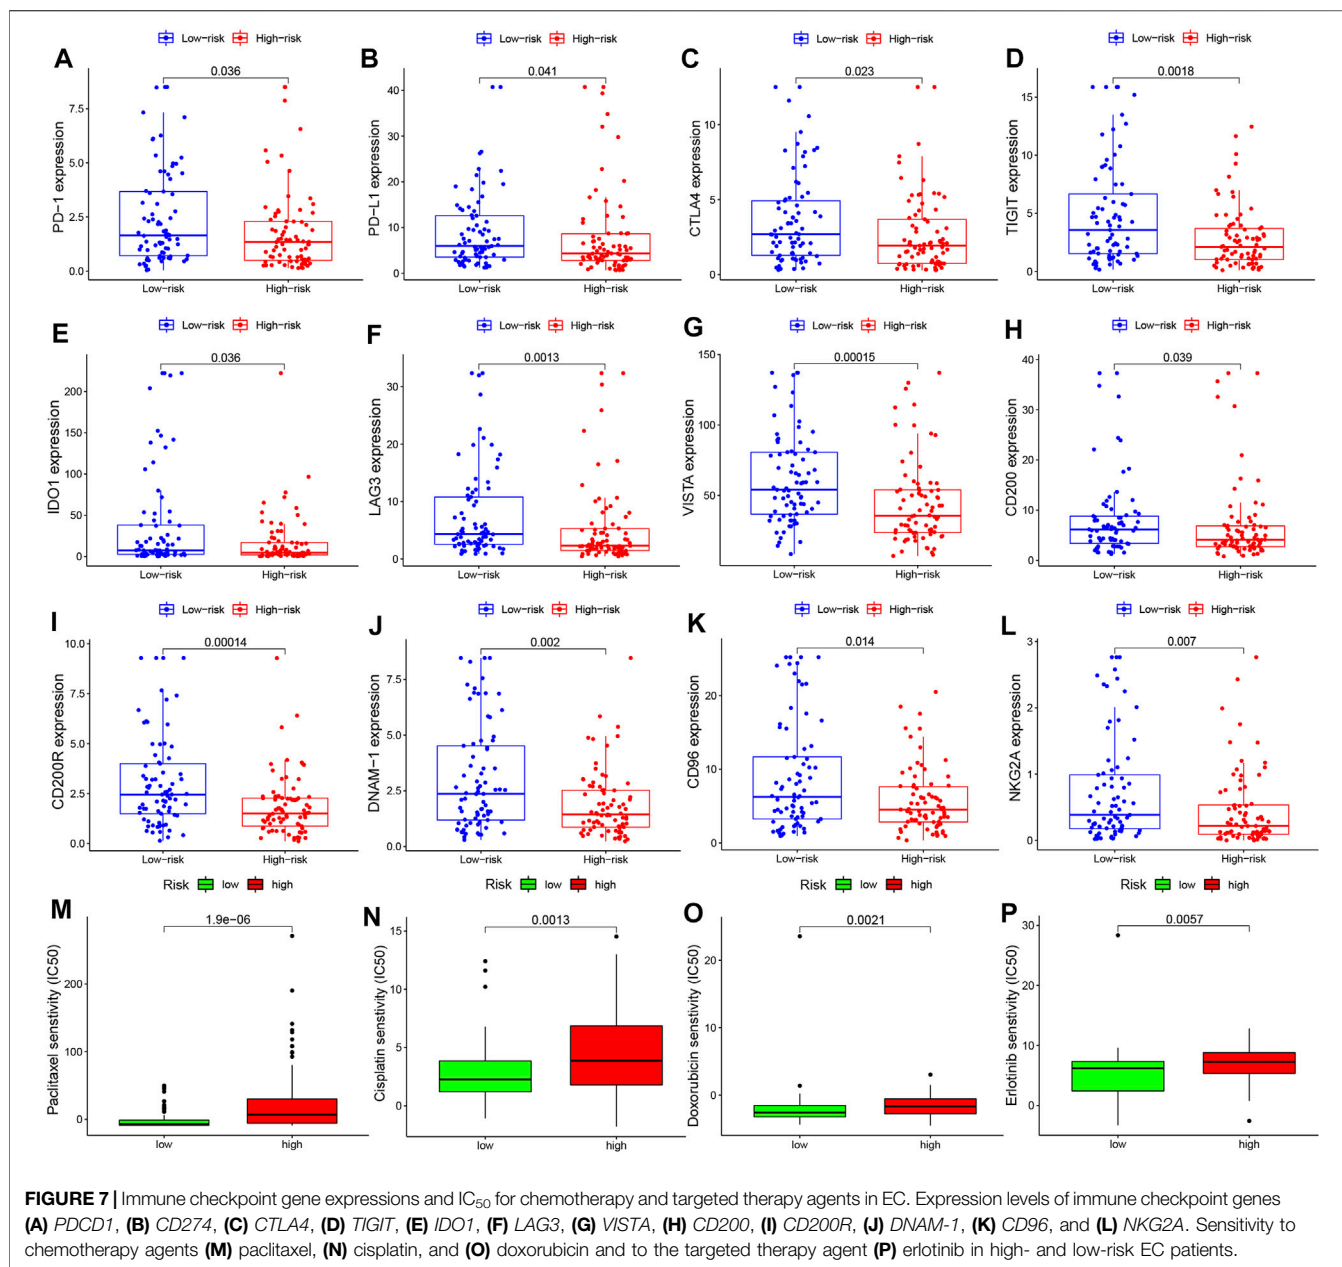 Low-risk High-risk
A
0.036
PD-1 expression
7.5
5.0
2.5
0.0
Low-risk High-risk
Low-risk High-risk
B
0.041
PD-L1 expression
40
30
20
10
0
Low-risk High-risk
Low-risk High-risk
C
0.023
CTLA4 expression
10
5
0
Low-risk High-risk
Low-risk High-risk
D
0.0018
TIGIT expression
15
10
5
0
Low-risk High-risk
Low-risk High-risk
E
0.036
IDO1 expression
200
150
100
50
0
Low-risk High-risk
Low-risk High-risk
F
0.0013
LAG3 expression
30
20
10
0
Low-risk High-risk
Low-risk High-risk
G
0.00015
VISTA expression
150
100
50
Low-risk High-risk
Low-risk High-risk
H
0.039
CD200 expression
40
30
20
10
0
Low-risk High-risk
Low-risk High-risk
I
0.00014
CD200R expression
10.0
7.5
5.0
2.5
0.0
Low-risk High-risk
Low-risk High-risk
J
0.002
DNAM-1 expression
7.5
5.0
2.5
0.0
Low-risk High-risk
Low-risk High-risk
K
0.014
CD96 expression
20
10
0
Low-risk High-risk
Low-risk High-risk
L
0.007
NKG2A expression
3
2
1
0
Low-risk High-risk
Risk low high
M
1.9e-06
Paclitaxel senstivity (IC50)
200
100
0
low high
Risk low high
N
0.0013
Cisplatin senstivity (IC50)
15
10
5
0
low high
Risk low high
O
0.0021
Doxorubicin senstivity (IC50)
20
10
0
low high
Risk low high
P
0.0057
Erlotinib senstivity (IC50)
30
20
10
0
low high
FIGURE 7 | Immune checkpoint gene expressions and IC50 for chemotherapy and targeted therapy agents in EC. Expression levels of immune checkpoint genes
(A) PDCD1, (B) CD274, (C) CTLA4, (D) TIGIT, (E) IDO1, (F) LAG3, (G) VISTA, (H) CD200, (I) CD200R, (J) DNAM-1, (K) CD96, and (L) NKG2A. Sensitivity to
chemotherapy agents (M) paclitaxel, (N) cisplatin, and (O) doxorubicin and to the targeted therapy agent (P) erlotinib in high- and low-risk EC patients.